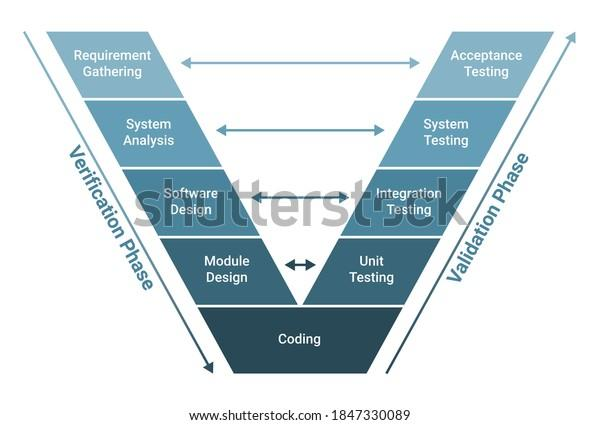 Requirement
Gathering
Acceptance
Testing
System
Analysis
System
Testing
Software
Design
Integration
Testing
Module
Design
Unit
Testing
Coding
Verification Phase
Validation Phase
shutterstock
shutterstock.com · 1847330089